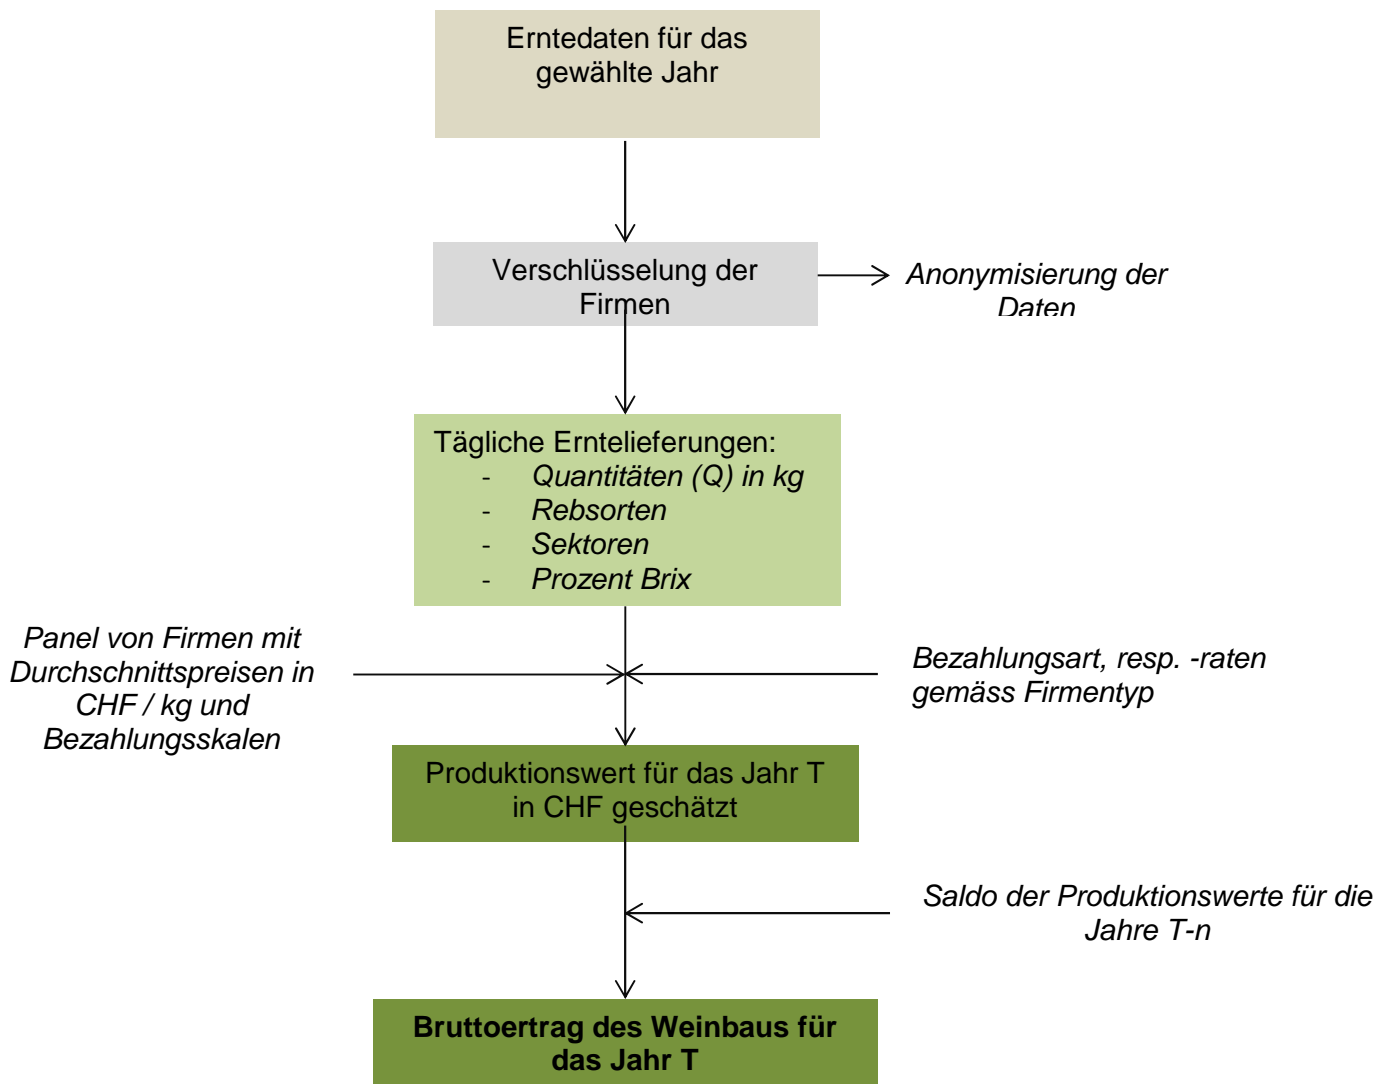 Erntedaten für das
gewählte Jahr
Verschlüsselung der
Firmen
Anonymisierung der
Daten
Tägliche Erntelieferungen:
- Quantitäten (Q) in kg
- Rebsorten
- Sektoren
- Prozent Brix
Panel von Firmen mit
Durchschnittspreisen in
CHF / kg und
Bezahlungsskalen
Bezahlungsart, resp. -raten
gemäss Firmentyp
Produktionswert für das Jahr T
in CHF geschätzt
Saldo der Produktionswerte für die
Jahre T-n
Bruttoertrag des Weinbaus für
das Jahr T